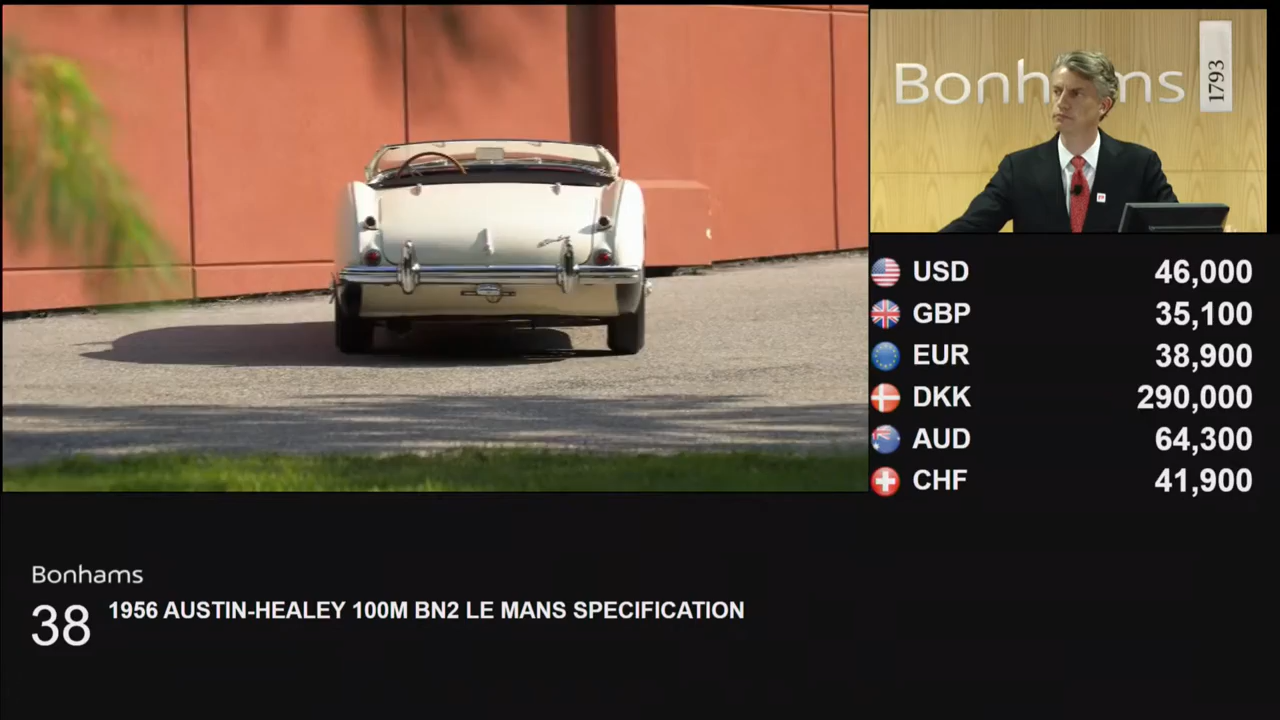 Bonhams
1793
USD 46,000
GBP 35,100
EUR 38,900
DKK 290,000
AUD 64,300
CHF 41,900
Bonhams
38 1956 AUSTIN-HEALEY 100M BN2 LE MANS SPECIFICATION